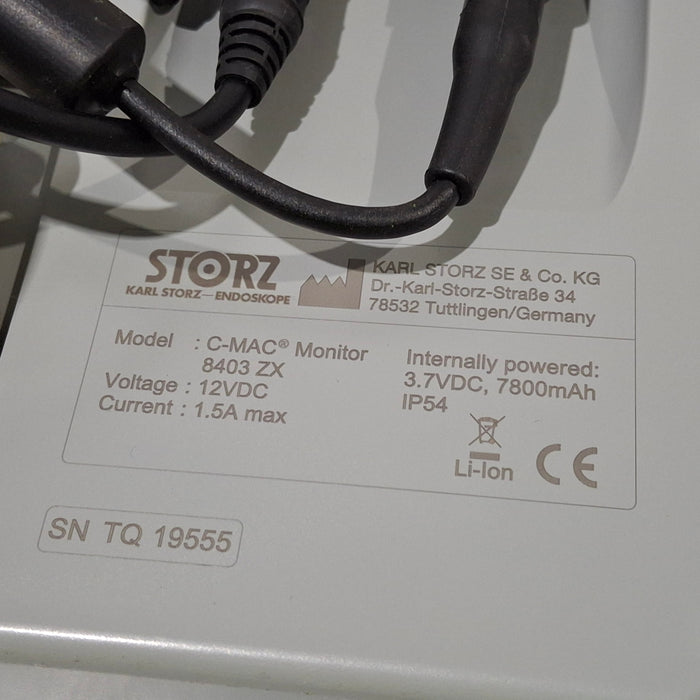 STORZ
KARL STORZ—ENDOSKOPE
KARL STORZ SE & Co. KG
Dr.-Karl-Storz-Straße 34
78532 Tuttlingen/Germany
Model : C-MAC® Monitor
8403 ZX
Voltage : 12VDC
Current : 1.5A max
Internally powered:
3.7VDC, 7800mAh
IP54
Li-Ion
CE
SN TQ 19555